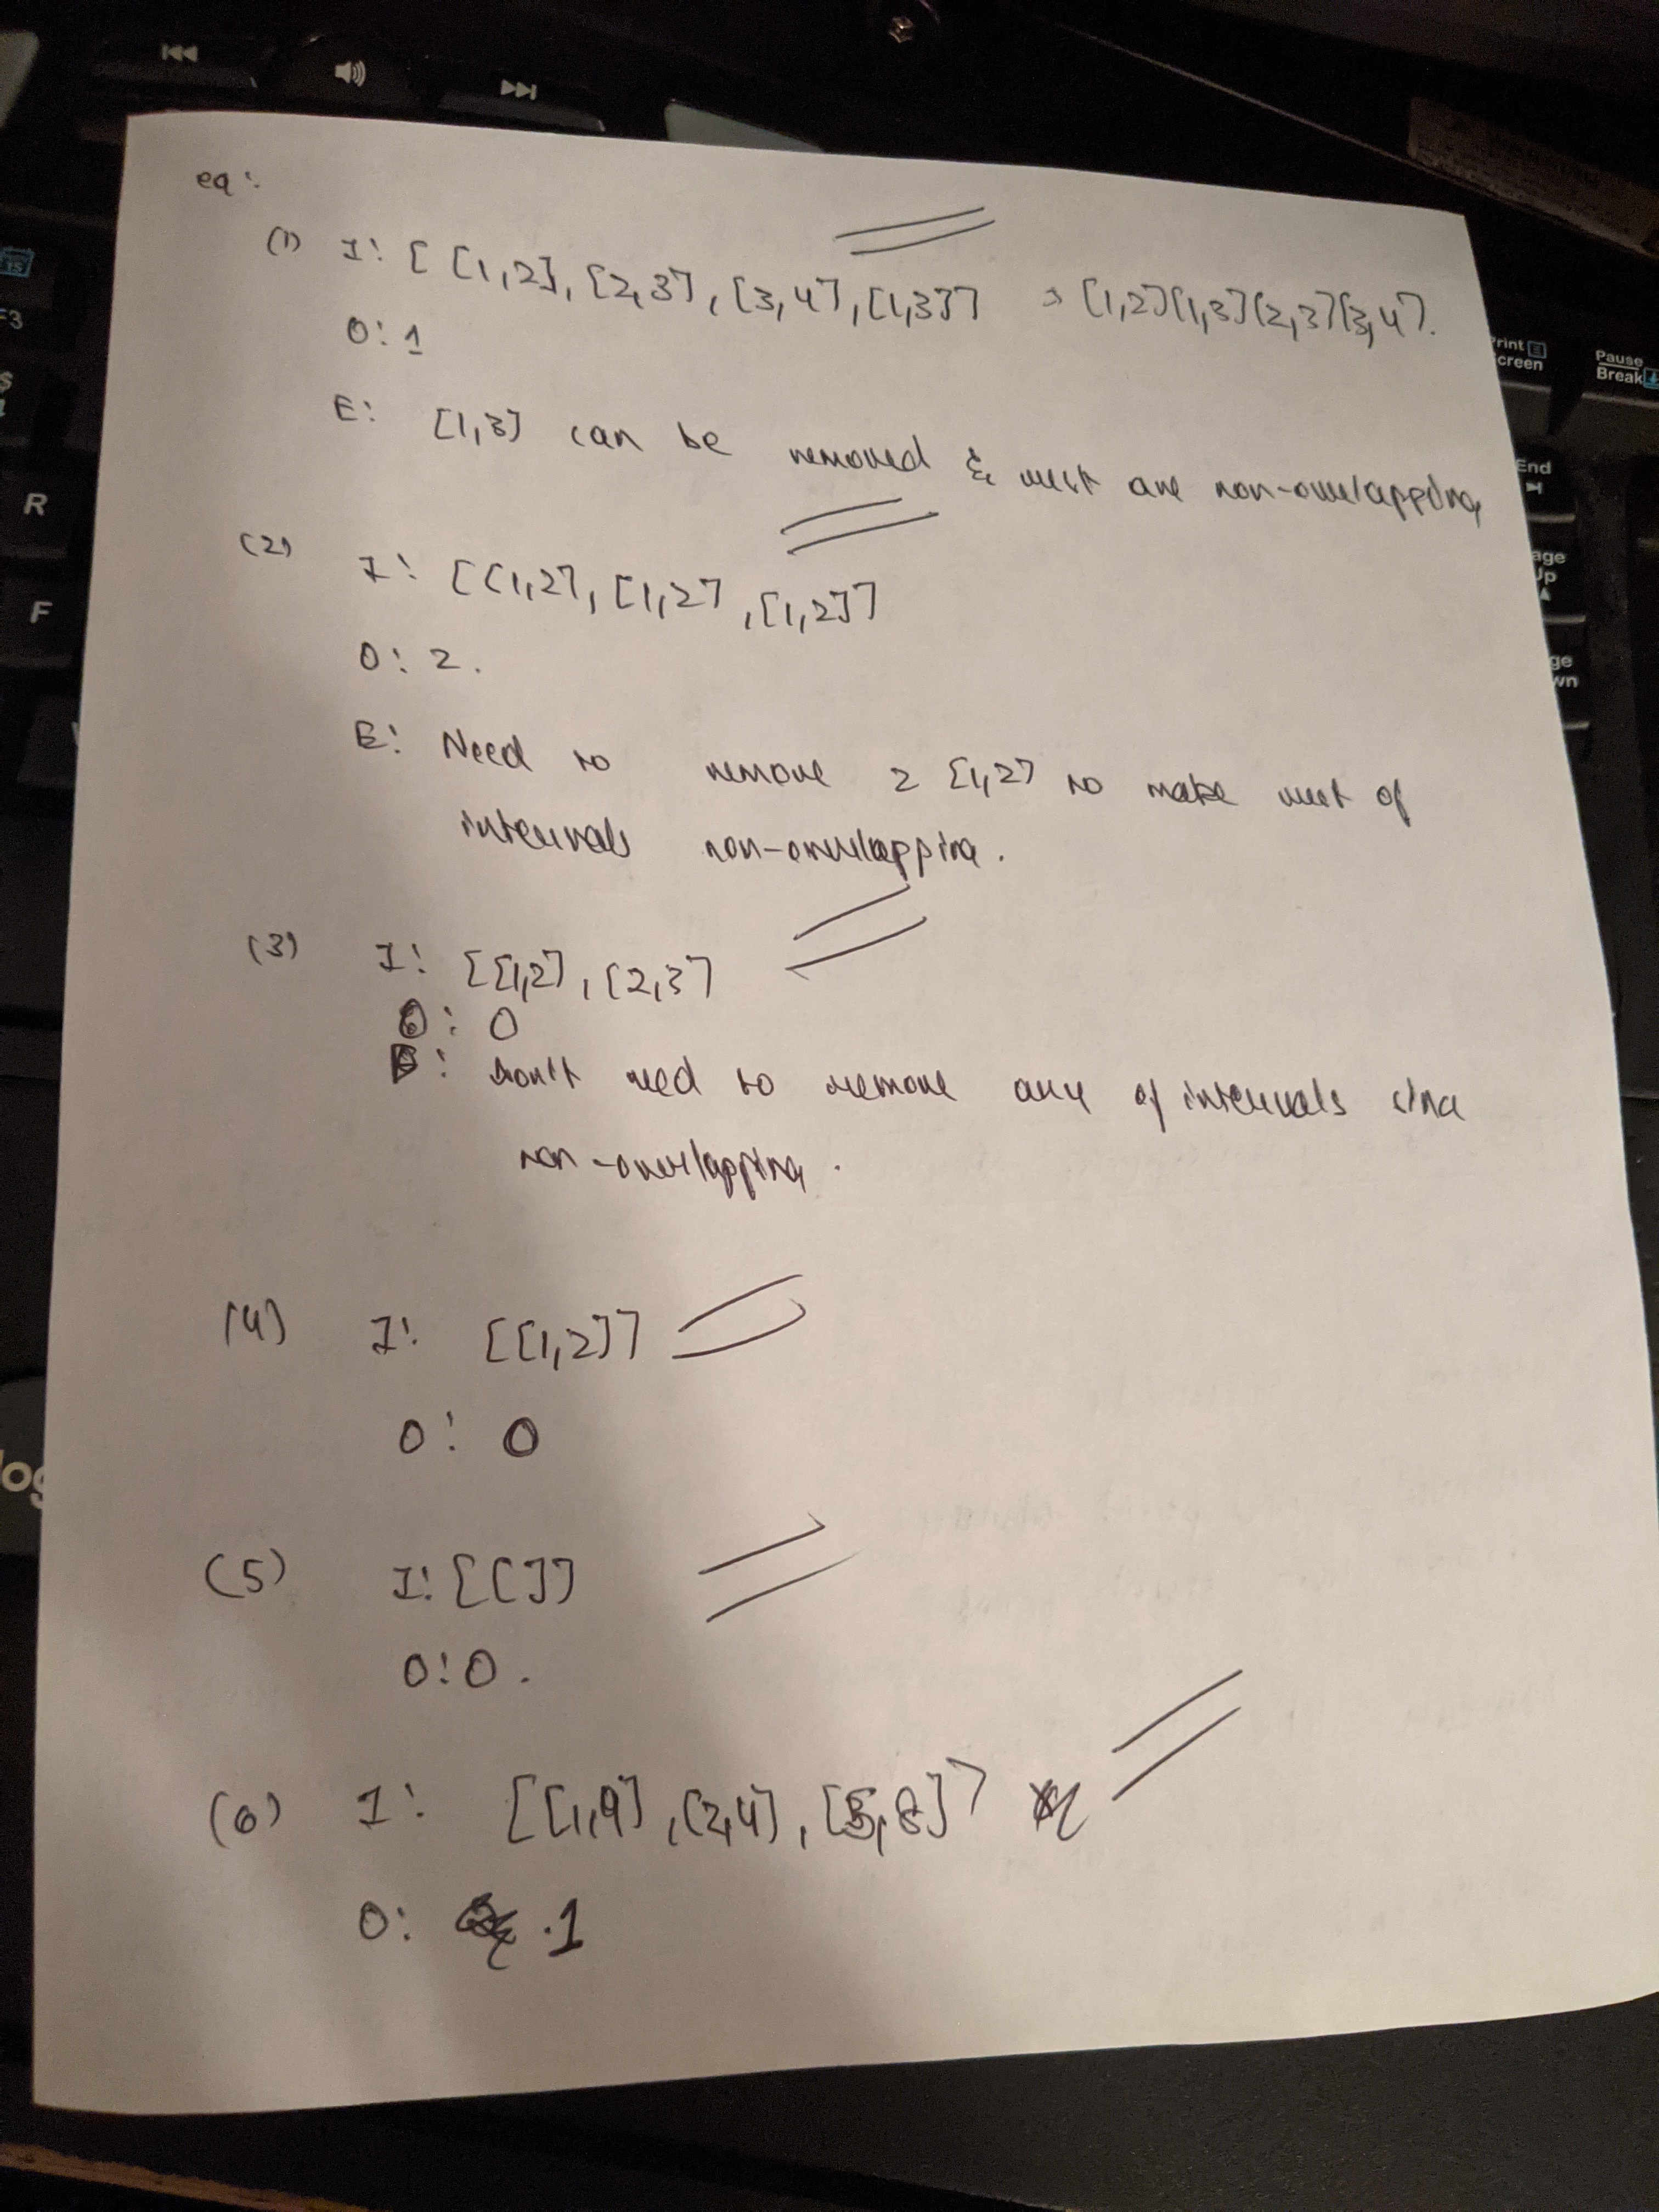 eg:
(1) I: [ [1,2], [2,3], [3,4], [1,3]] → [1,2][1,3][2,3][3,4].
O: 1
E: [1,3] can be removed & rest are non-overlapping
(2) I: [[1,2], [1,2], [1,2]]
O: 2.
E: Need to remove 2 [1,2] to make rest of
intervals non-overlapping.
(3) I: [[1,2], [2,3]
O: 0
E: Don't need to remove any of intervals since
non-overlapping.
(4) I: [[1,2]]
O: 0
(5) I: [[]]
O: 0.
(6) I: [[1,9], [2,4], [5,8]]
O: 1
F3
R
F
Print
Screen
Pause
Break
End
Page
Up
15